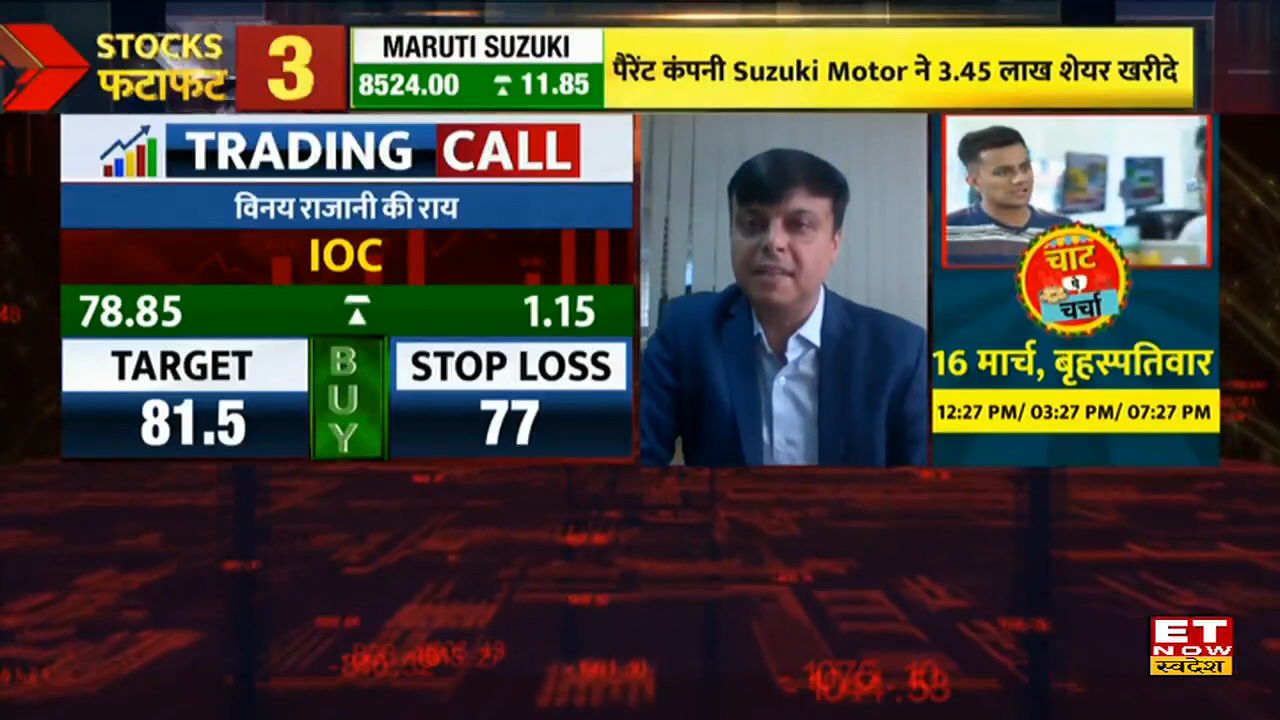 STOCKS
फटाफट
3
MARUTI SUZUKI
8524.00 11.85
पैरेंट कंपनी Suzuki Motor ने 3.45 लाख शेयर खरीदे
TRADING CALL
विनय राजानी की राय
IOC
78.85 1.15
TARGET
81.5
BUY
STOP LOSS
77
चाट
पे
चर्चा
16 मार्च, बृहस्पतिवार
12:27 PM/ 03:27 PM/ 07:27 PM
ET
NOW
स्वदेश